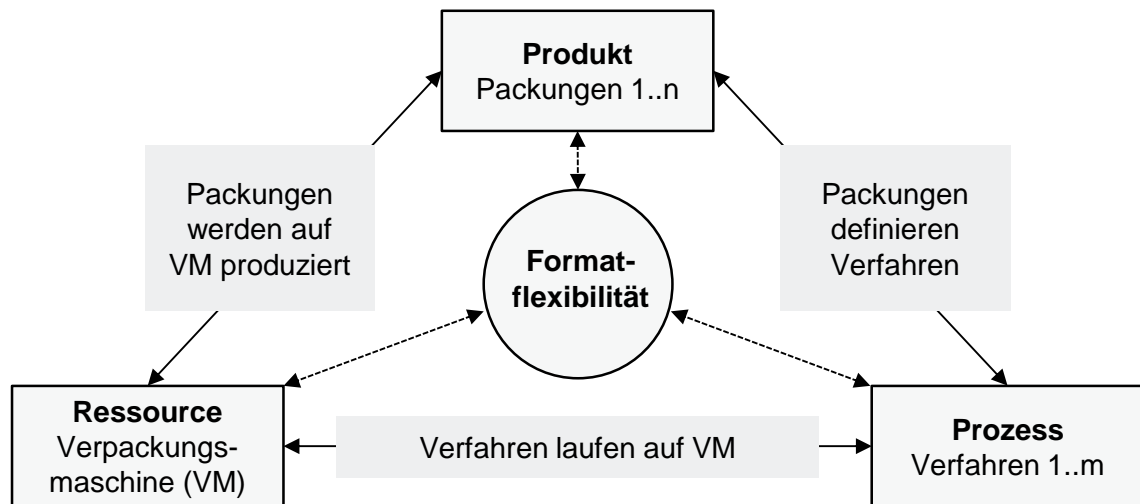 Produkt
Packungen 1..n
Packungen
werden auf
VM produziert
Packungen
definieren
Verfahren
Format-
flexibilität
Ressource
Verpackungs-
maschine (VM)
Verfahren laufen auf VM
Prozess
Verfahren 1..m